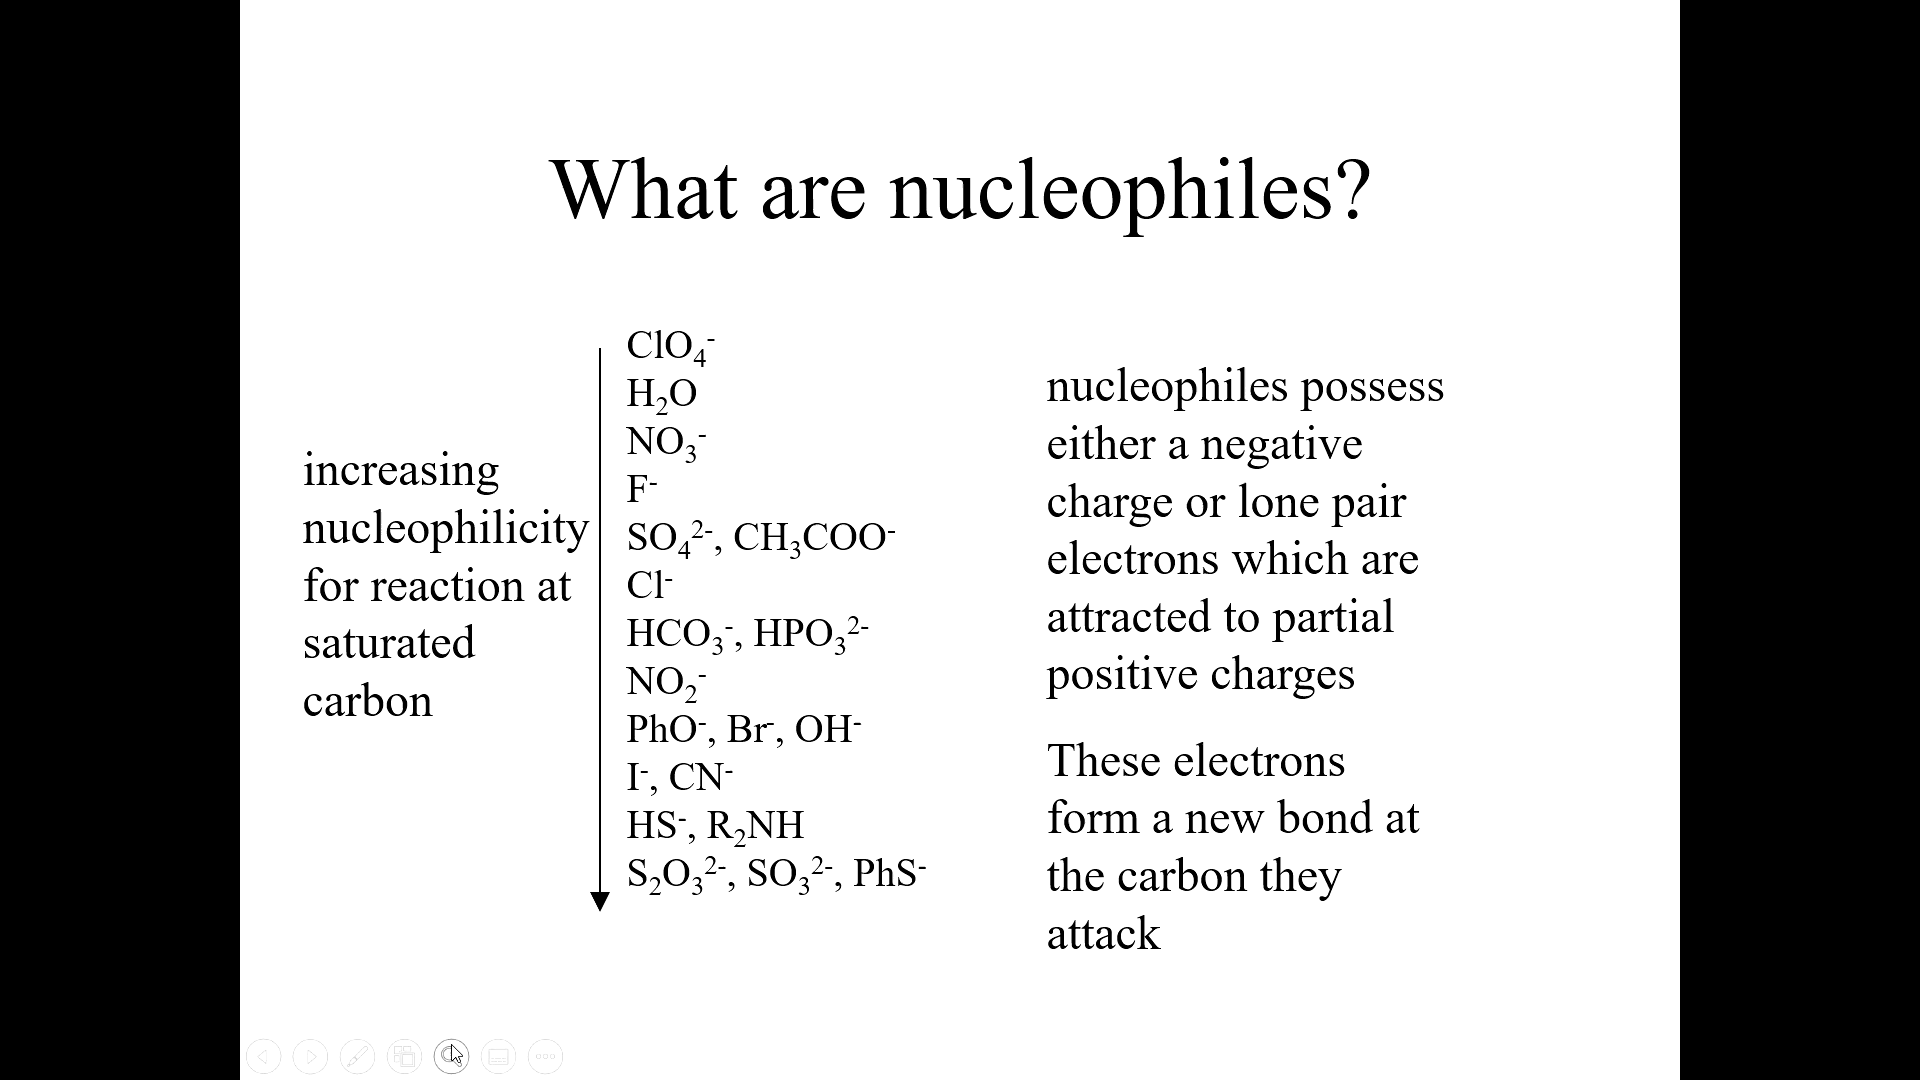 What are nucleophiles?
increasing
nucleophilicity
for reaction at
saturated
carbon
ClO₄⁻
H₂O
NO₃⁻
F⁻
SO₄²⁻, CH₃COO⁻
Cl⁻
HCO₃⁻, HPO₃²⁻
NO₂⁻
PhO⁻, Br⁻, OH⁻
I⁻, CN⁻
HS⁻, R₂NH
S₂O₃²⁻, SO₃²⁻, PhS⁻
nucleophiles possess
either a negative
charge or lone pair
electrons which are
attracted to partial
positive charges
These electrons
form a new bond at
the carbon they
attack